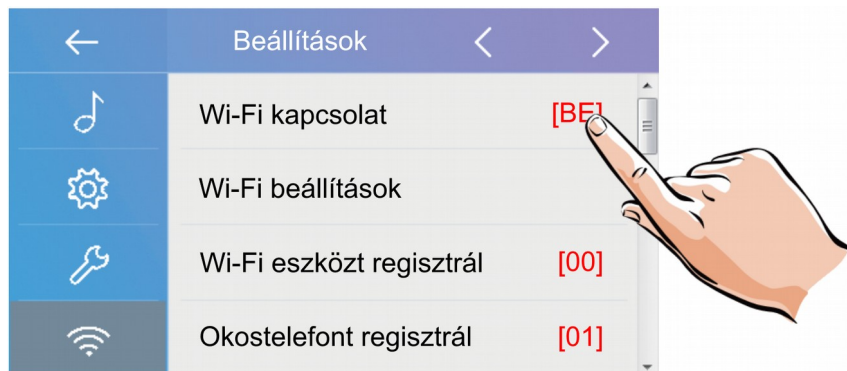 Beállítások
Wi-Fi kapcsolat [BE]
Wi-Fi beállítások
Wi-Fi eszközt regisztrál [00]
Okostelefont regisztrál [01]